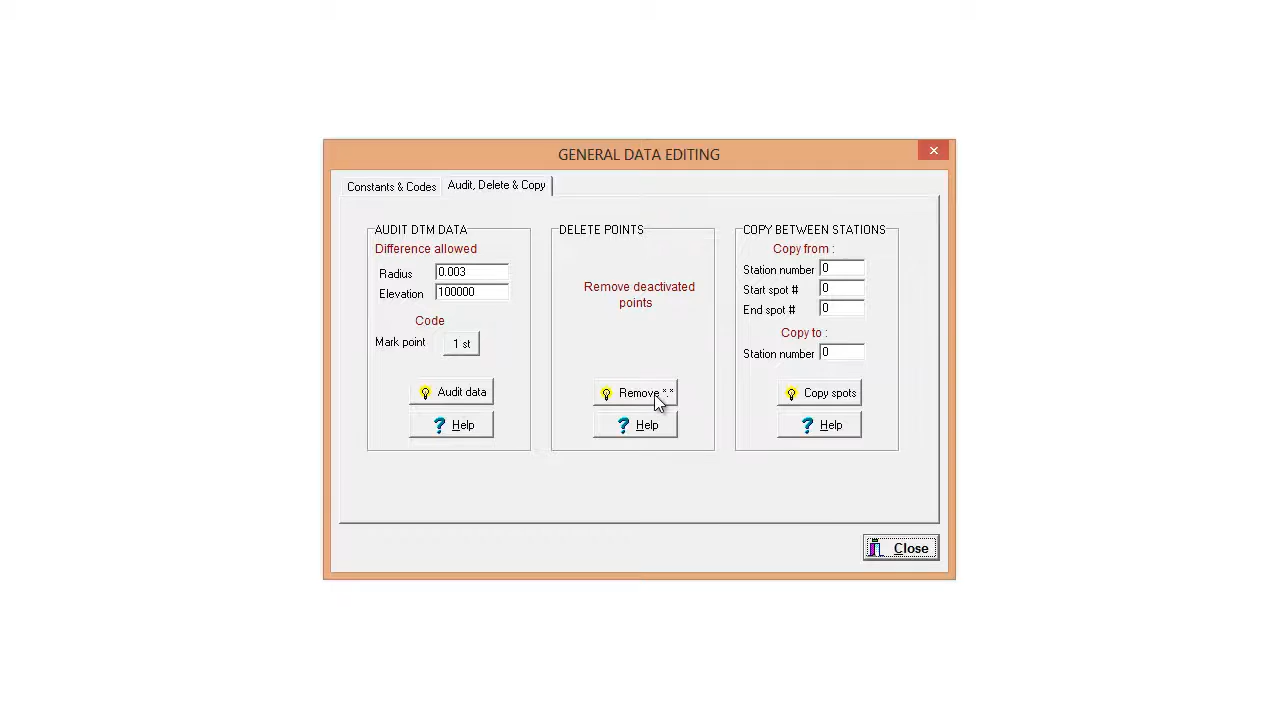 GENERAL DATA EDITING
Constants & Codes
Audit, Delete & Copy
AUDIT DTM DATA
Difference allowed
Radius 0.003
Elevation 100000
Code
Mark point 1 st
Audit data
Help
DELETE POINTS
Remove deactivated
points
Remove *.*
Help
COPY BETWEEN STATIONS
Copy from :
Station number 0
Start spot # 0
End spot # 0
Copy to :
Station number 0
Copy spots
Help
Close